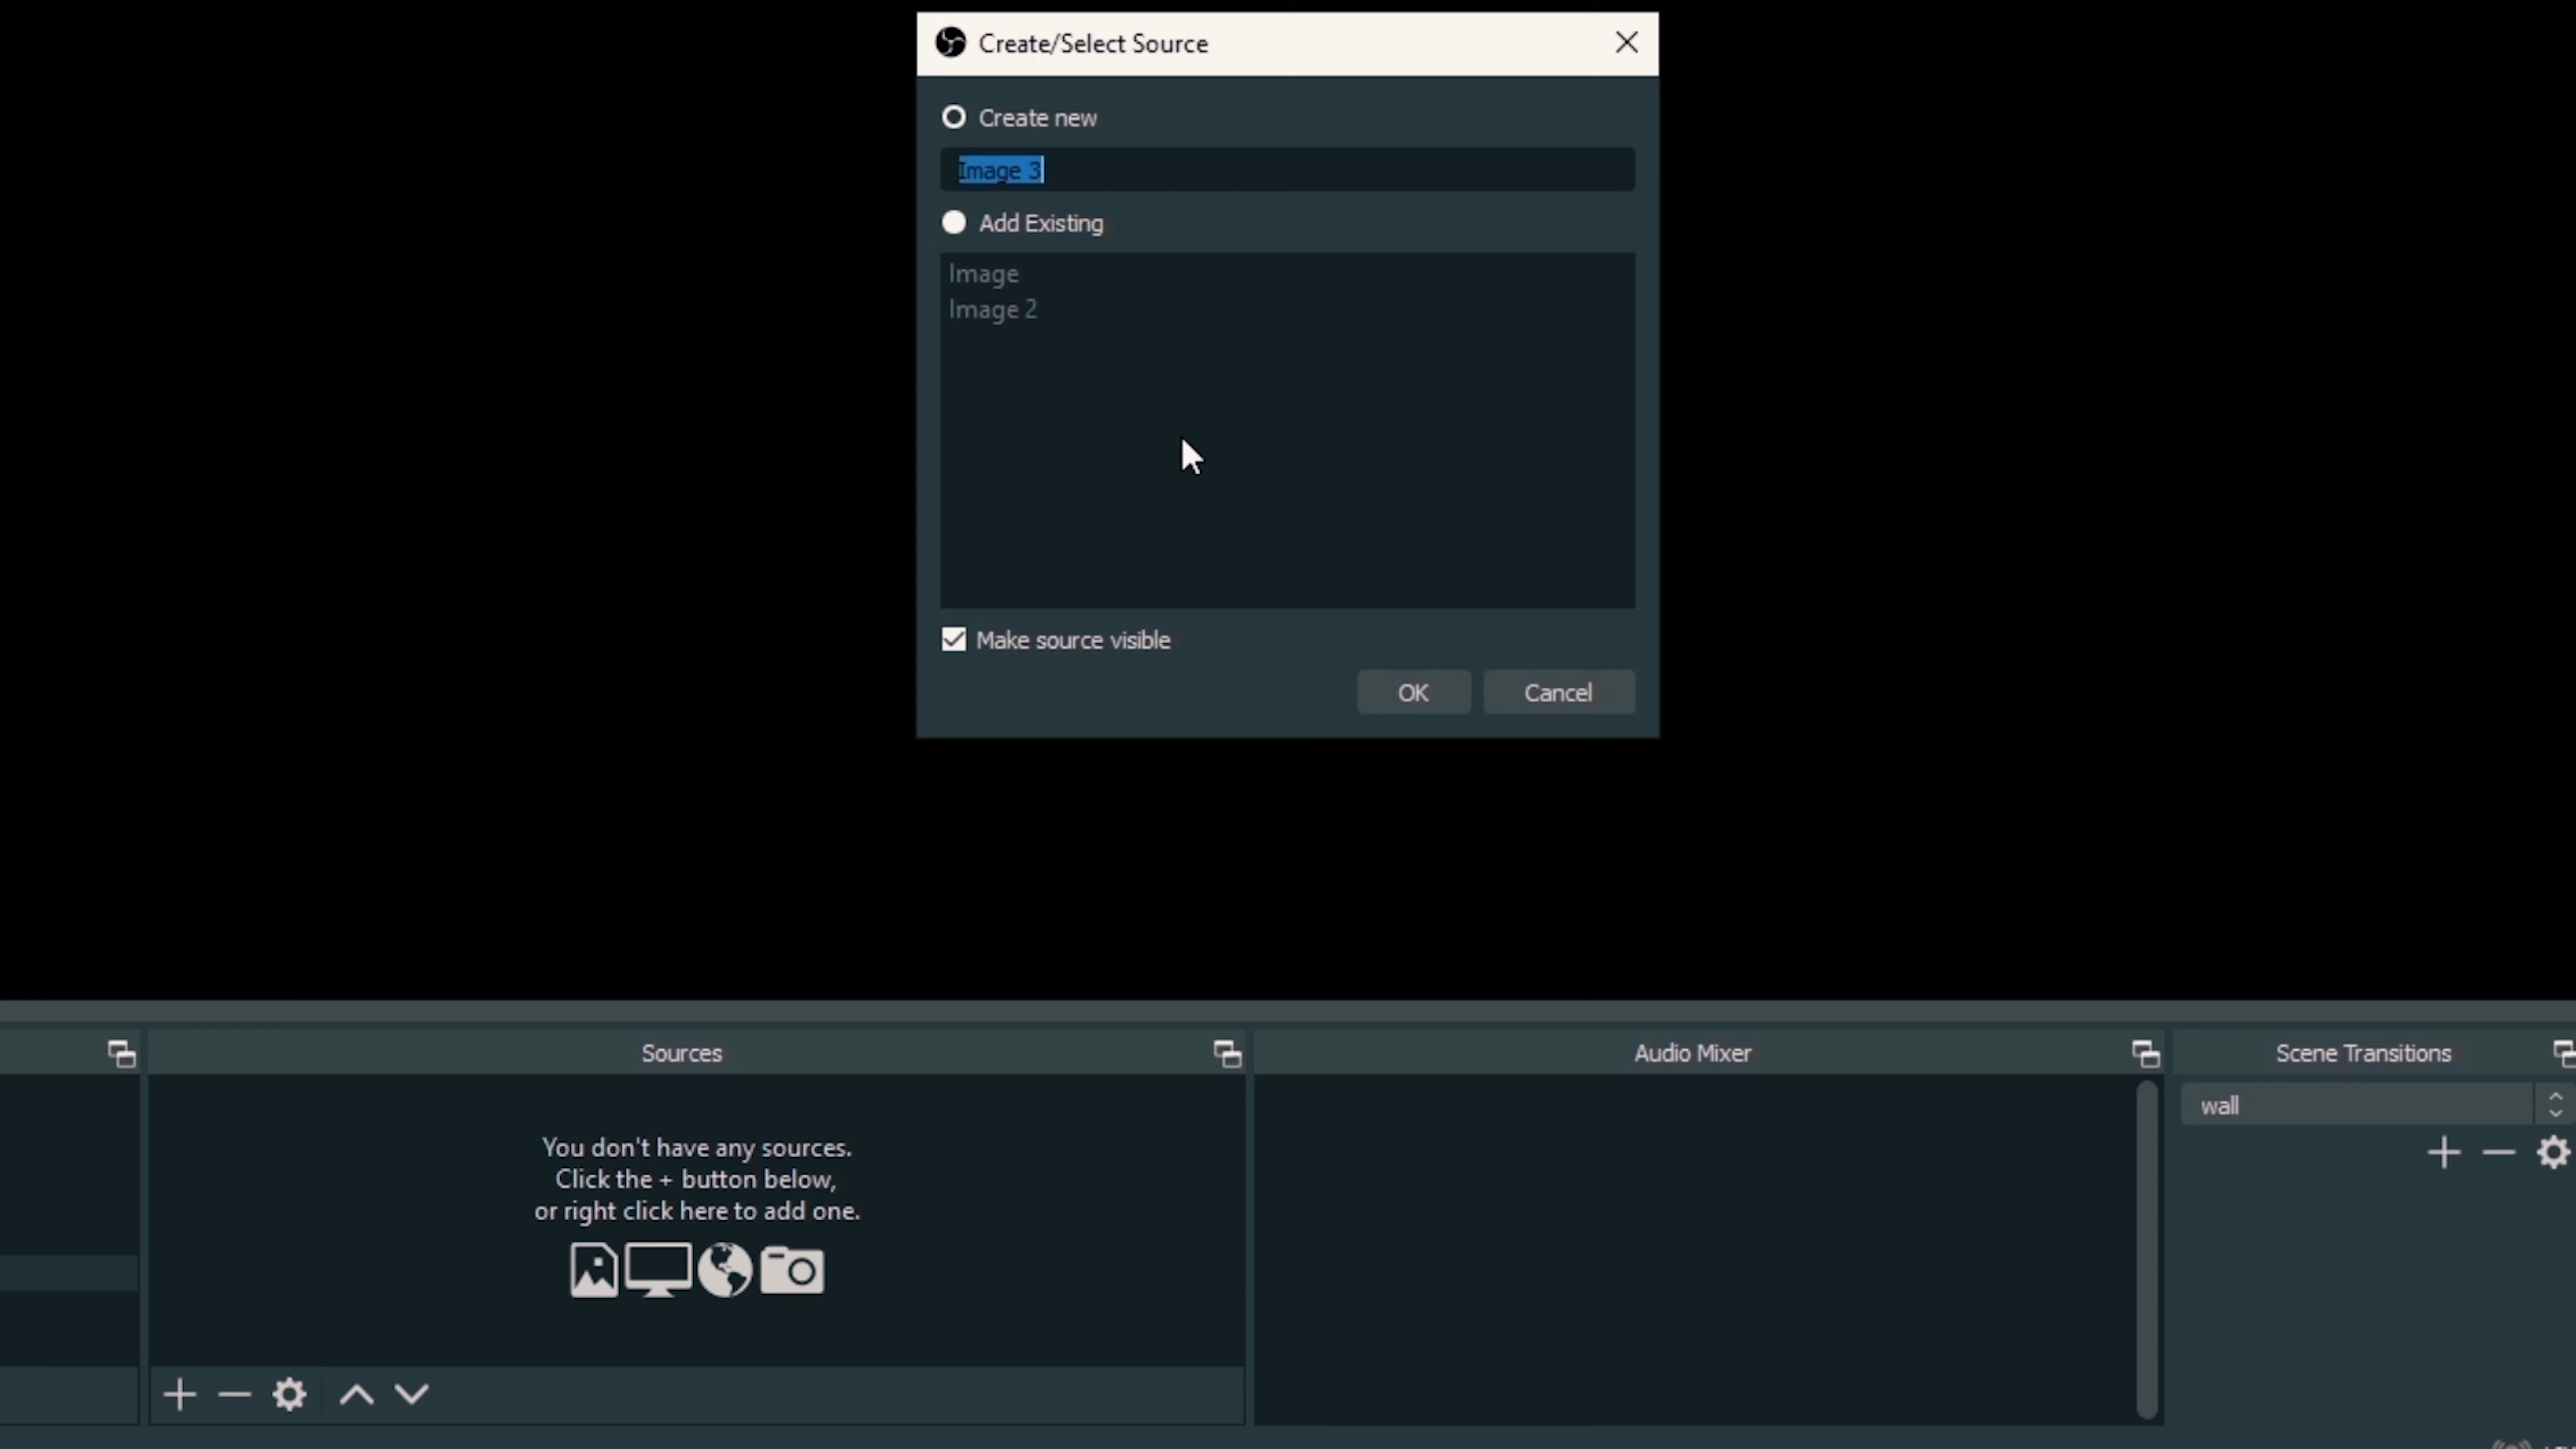 Create/Select Source
Create new
Image 3
Add Existing
Image
Image 2
Make source visible
OK
Cancel
Sources
Audio Mixer
Scene Transitions
You don't have any sources.
Click the + button below,
or right click here to add one.
wall